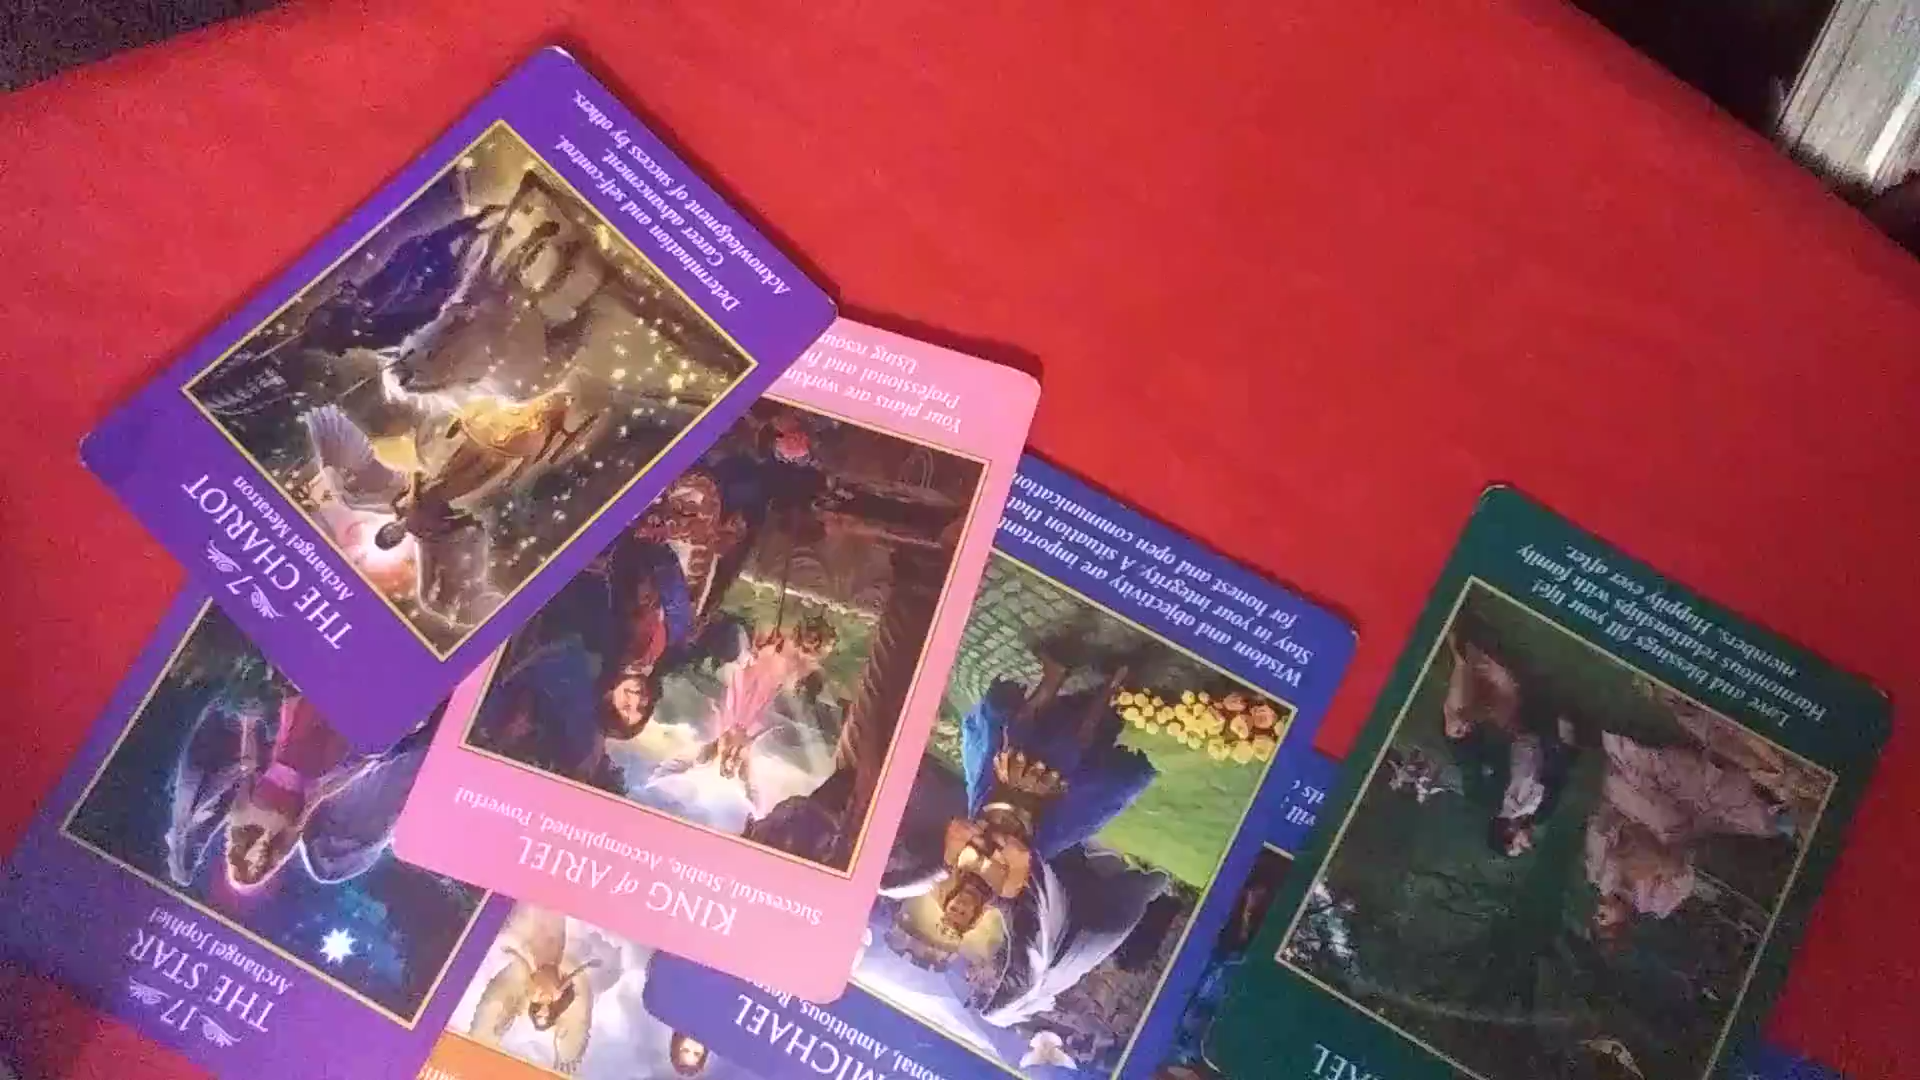 7
THE CHARIOT
Archangel Metatron
Determination and self-control.
Career advancement.
Acknowledgment of success by others.
17
THE STAR
Archangel Jophiel
KING of ARIEL
Successful, Stable, Accomplished, Powerful
Your plans are
Professional and
Using
MICHAEL
Ambitious,
Wisdom and objectivity are important
Stay in your integrity. A situation that
for honest and open communication
Love and blessings fill your life!
Harmonious relationships with family
members. Happily ever after.